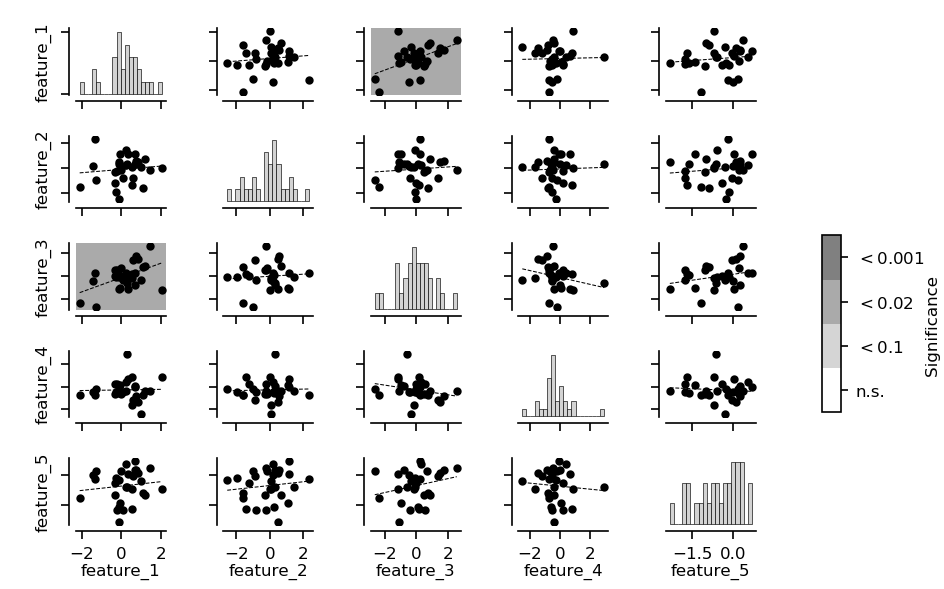 feature_1
feature_2
feature_3
feature_4
feature_5
−2 0 2
−2 0 2
−2 0 2
−2 0 2
−1.5 0.0
feature_1
feature_2
feature_3
feature_4
feature_5
< 0.001
< 0.02
< 0.1
n.s.
Significance